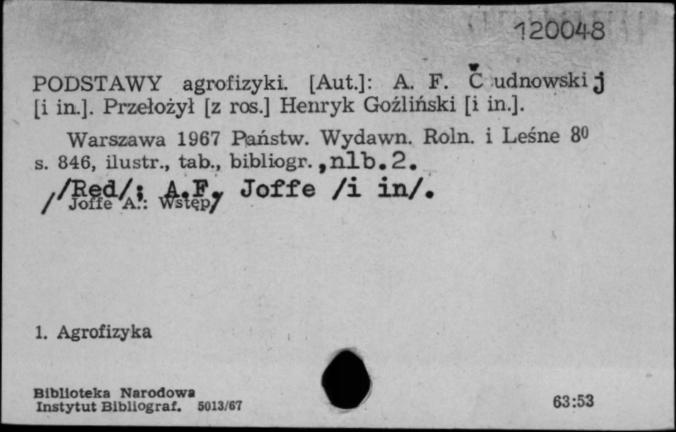 120048
PODSTAWY agrofizyki. [Aut.]: A. F. Čudnowskij
[i in.]. Przełożył [z ros.] Henryk Goźliński [i in.].
Warszawa 1967 Państw. Wydawn. Roln. i Leśne 8⁰
s. 846, ilustr., tab., bibliogr. ,nlb.2.
/Red/; A.F. Joffe /i in/.
/ Joffe A.: Wstęp/
1. Agrofizyka
Biblioteka Narodowa
Instytut Bibliograf. 5013/67
63:53